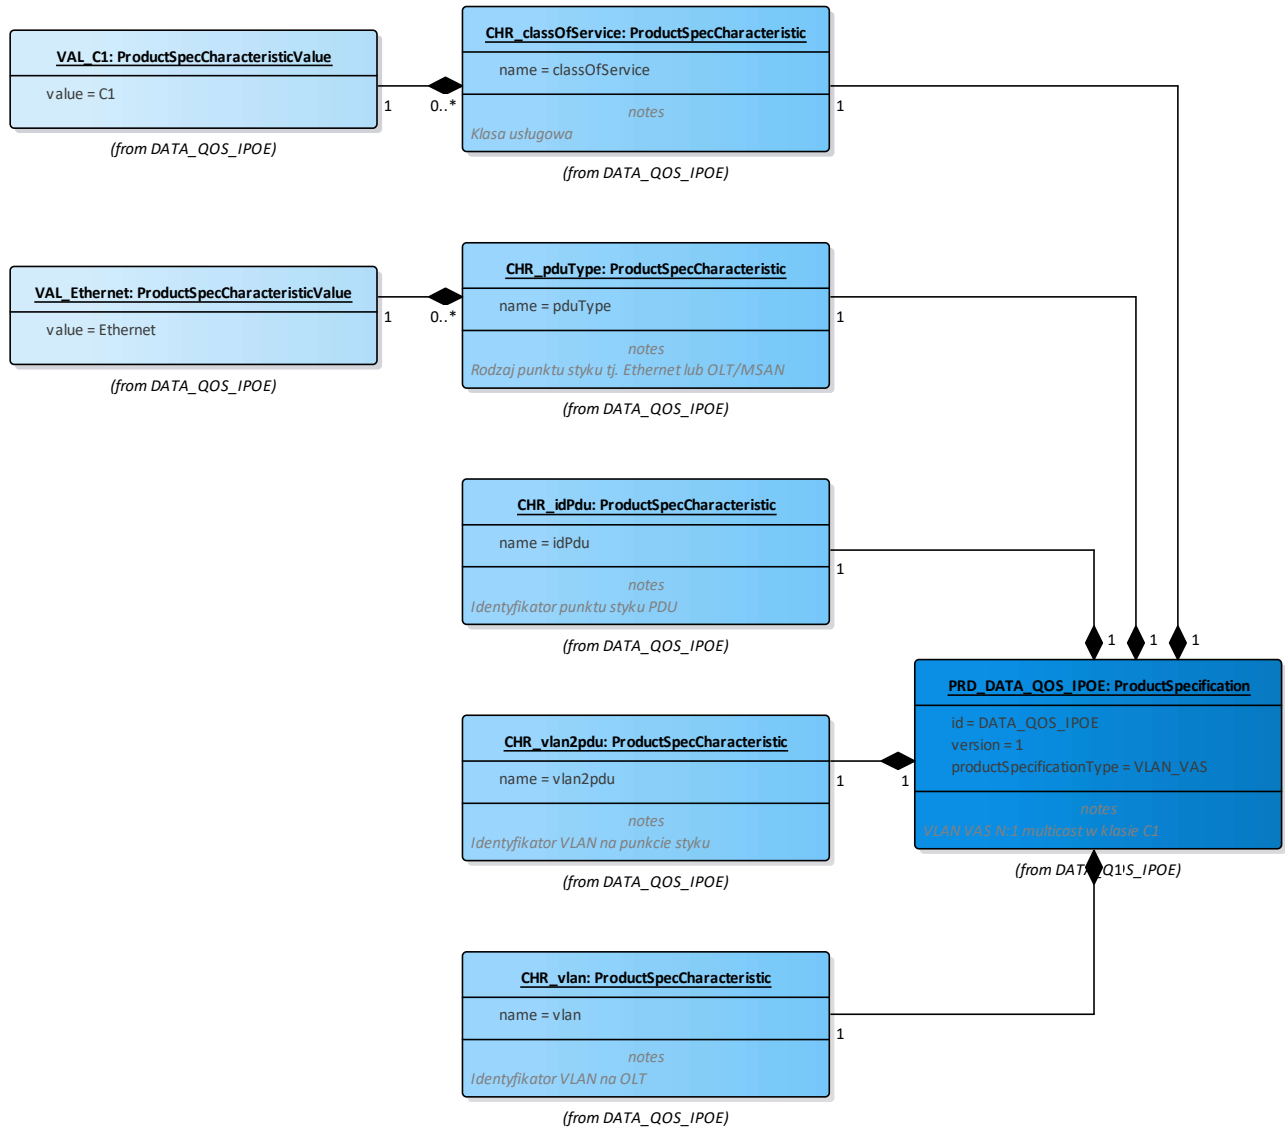 VAL_C1: ProductSpecCharacteristicValue
value = C1
(from DATA_QOS_IPOE)
1
0..*
CHR_classOfService: ProductSpecCharacteristic
name = classOfService
notes
Klasa usługowa
(from DATA_QOS_IPOE)
1
VAL_Ethernet: ProductSpecCharacteristicValue
value = Ethernet
(from DATA_QOS_IPOE)
1
0..*
CHR_pduType: ProductSpecCharacteristic
name = pduType
notes
Rodzaj punktu styku tj. Ethernet lub OLT/MSAN
(from DATA_QOS_IPOE)
1
CHR_idPdu: ProductSpecCharacteristic
name = idPdu
notes
Identyfikator punktu styku PDU
(from DATA_QOS_IPOE)
1
1
1
1
PRD_DATA_QOS_IPOE: ProductSpecification
id = DATA_QOS_IPOE
version = 1
productSpecificationType = VLAN_VAS
notes
VLAN VAS N:1 multicast w klasie C1
(from DATA_QOS_IPOE)
1
CHR_vlan2pdu: ProductSpecCharacteristic
name = vlan2pdu
notes
Identyfikator VLAN na punkcie styku
(from DATA_QOS_IPOE)
1
1
CHR_vlan: ProductSpecCharacteristic
name = vlan
notes
Identyfikator VLAN na OLT
(from DATA_QOS_IPOE)
1